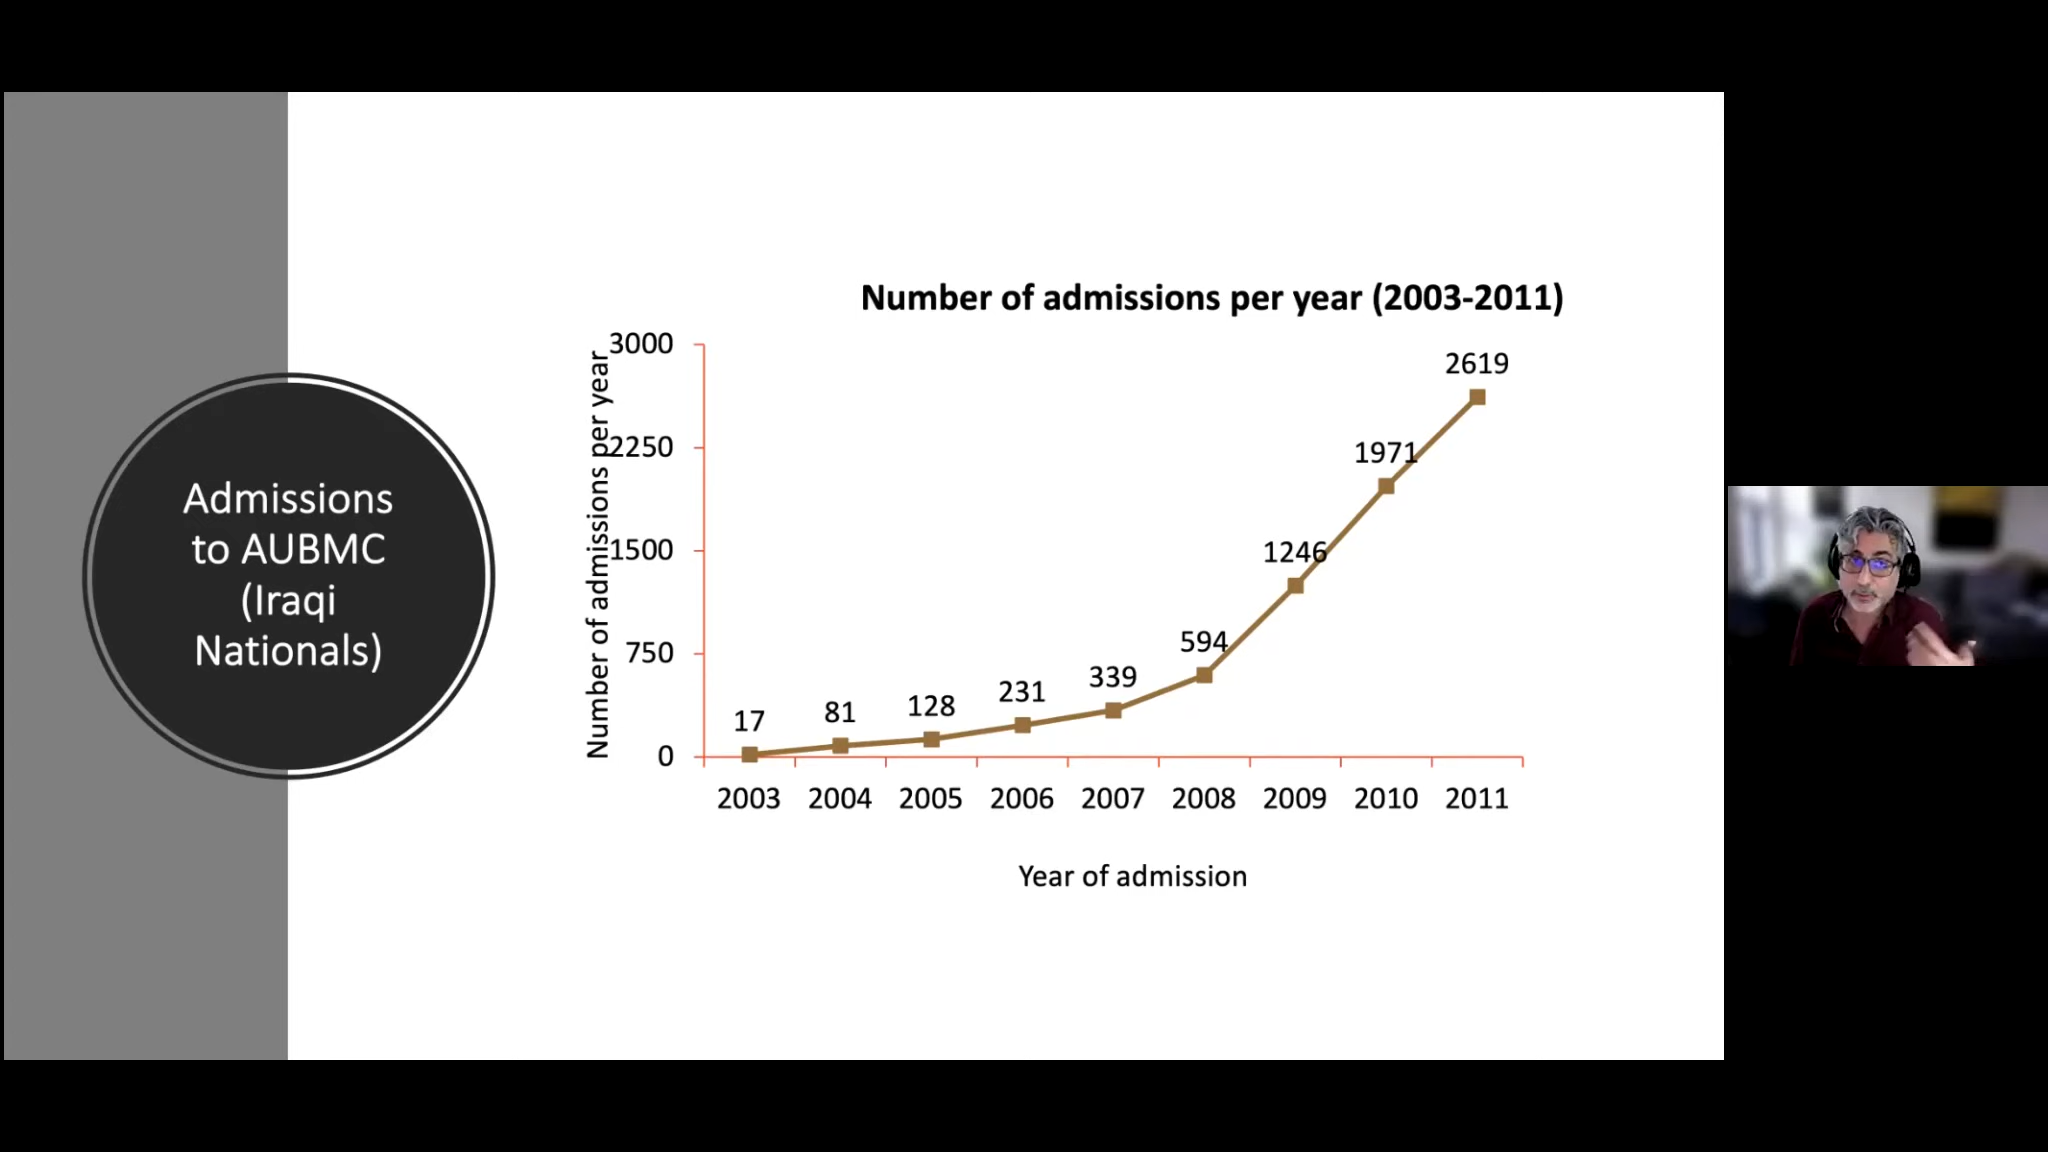 Admissions
to AUBMC
(Iraqi
Nationals)
Number of admissions per year (2003-2011)
Number of admissions per year
3000
2250
1500
750
0
17
81
128
231
339
594
1246
1971
2619
2003 2004 2005 2006 2007 2008 2009 2010 2011
Year of admission